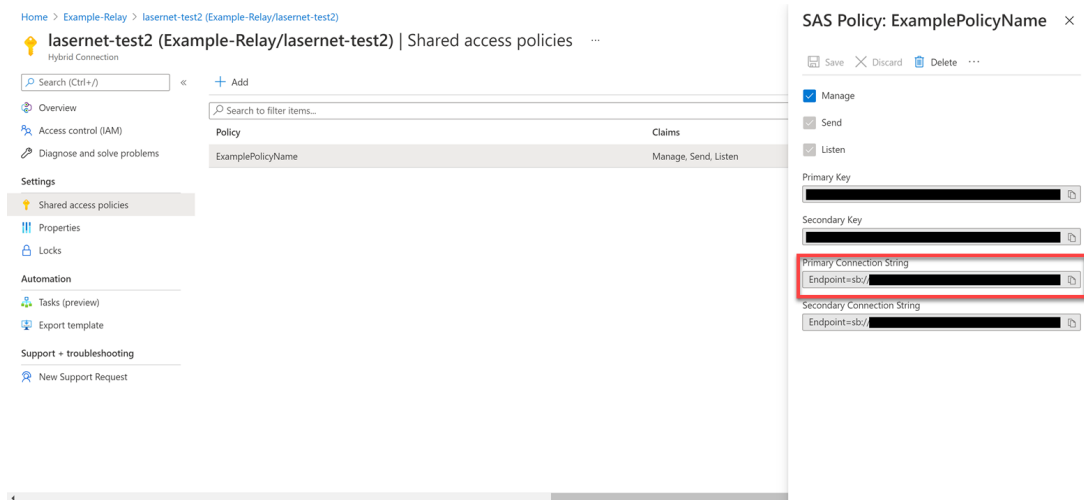 Home > Example-Relay > lasernet-test2 (Example-Relay/lasernet-test2)
lasernet-test2 (Example-Relay/lasernet-test2) | Shared access policies ...
Hybrid Connection
Search (Ctrl+/) «
Overview
Access control (IAM)
Diagnose and solve problems
Settings
Shared access policies
Properties
Locks
Automation
Tasks (preview)
Export template
Support + troubleshooting
New Support Request
+ Add
Search to filter items...
Policy Claims
ExamplePolicyName Manage, Send, Listen
SAS Policy: ExamplePolicyName ×
Save Discard Delete ...
Manage
Send
Listen
Primary Key
Secondary Key
Primary Connection String
Endpoint=sb://
Secondary Connection String
Endpoint=sb://